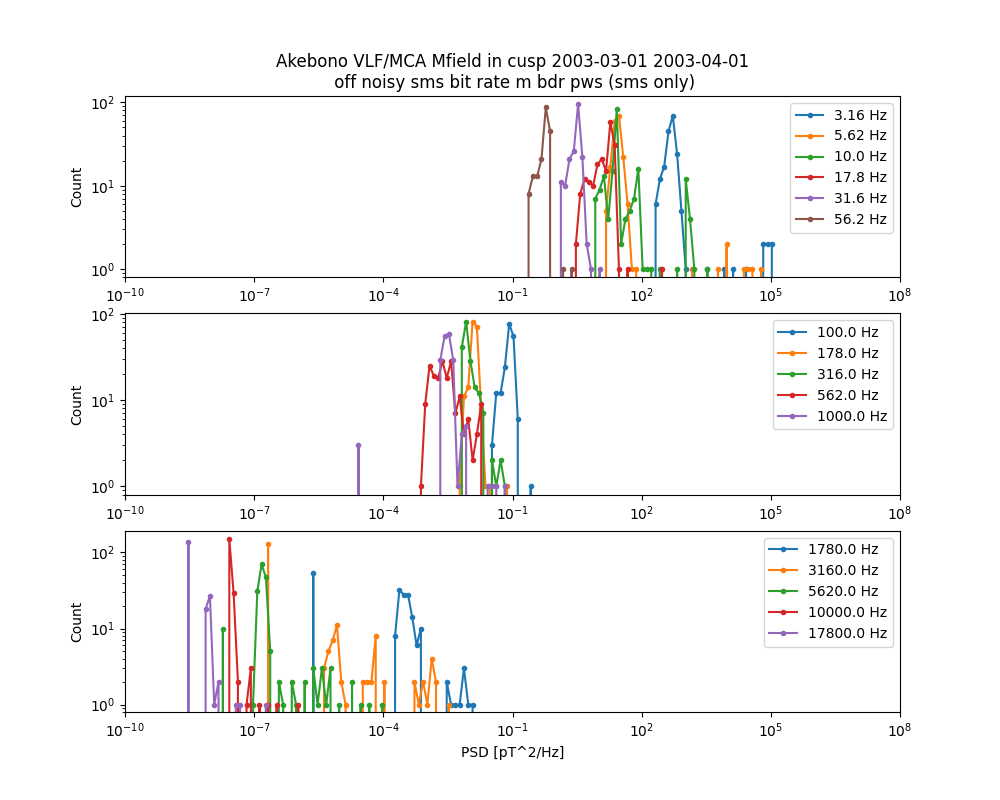 Akebono VLF/MCA Mfield in cusp 2003-03-01 2003-04-01
off noisy sms bit rate m bdr pws (sms only)
Count
10^2
10^1
10^0
3.16 Hz
5.62 Hz
10.0 Hz
17.8 Hz
31.6 Hz
56.2 Hz
10^-10 10^-7 10^-4 10^-1 10^2 10^5 10^8
Count
10^2
10^1
10^0
100.0 Hz
178.0 Hz
316.0 Hz
562.0 Hz
1000.0 Hz
10^-10 10^-7 10^-4 10^-1 10^2 10^5 10^8
Count
10^2
10^1
10^0
1780.0 Hz
3160.0 Hz
5620.0 Hz
10000.0 Hz
17800.0 Hz
10^-10 10^-7 10^-4 10^-1 10^2 10^5 10^8
PSD [pT^2/Hz]